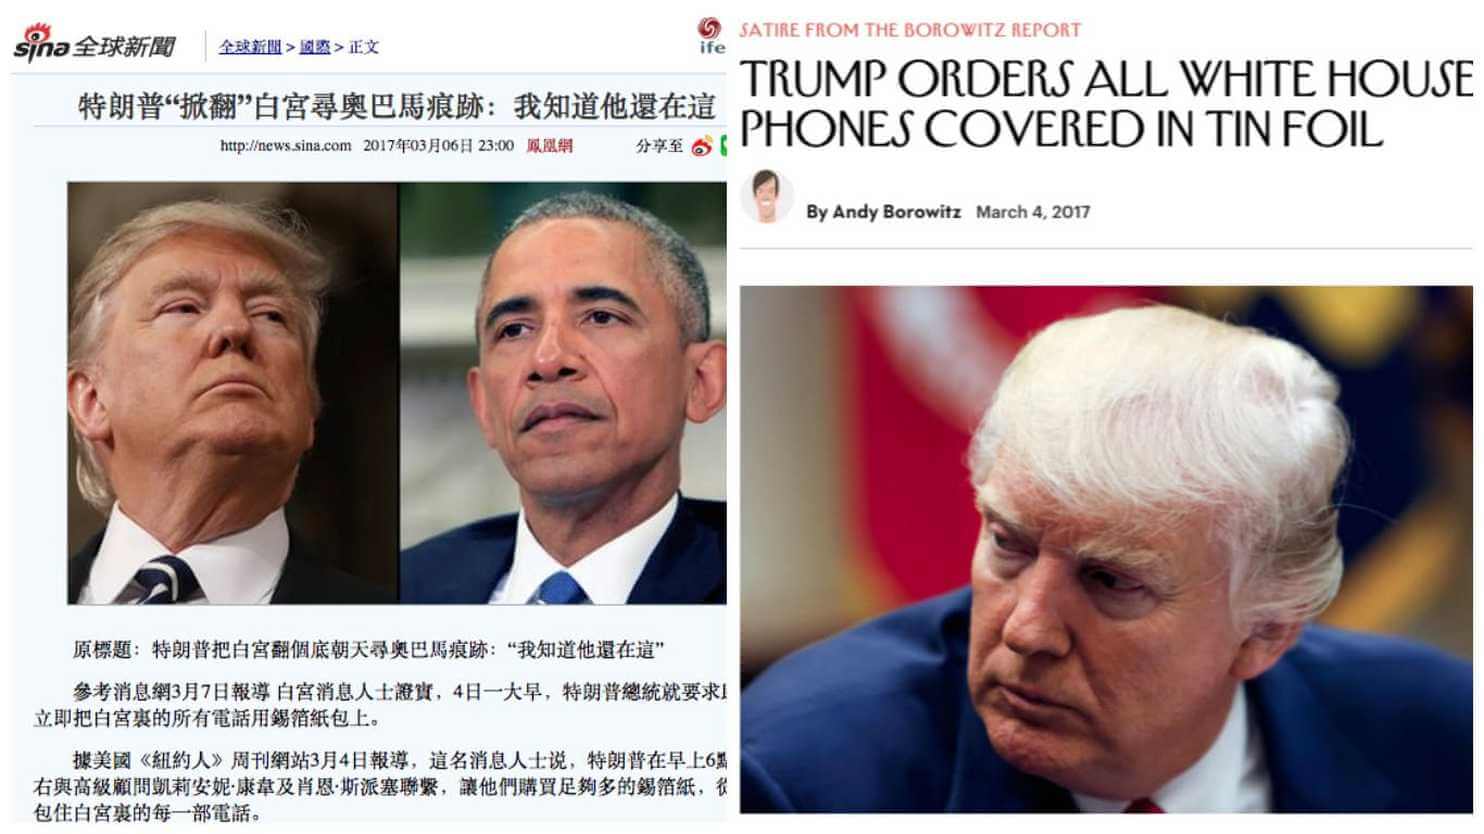 sina 全球新聞
全球新聞 > 國際 > 正文
ife
特朗普“掀翻”白宮尋奧巴馬痕跡：我知道他還在這
http://news.sina.com 2017年03月06日 23:00 鳳凰網 分享至
原標題：特朗普把白宮翻個底朝天尋奧巴馬痕跡：“我知道他還在這”
參考消息網3月7日報導 白宮消息人士證實，4日一大早，特朗普總統就要求
立即把白宮裏的所有電話用錫箔紙包上。
據美國《紐約人》周刊網站3月4日報導，這名消息人士说，特朗普在早上6點
右與高級顧問凱莉安妮·康韋及肖恩·斯派塞聯繫，讓他們購買足夠多的錫箔紙，
包住白宮裏的每一部電話。
SATIRE FROM THE BOROWITZ REPORT
TRUMP ORDERS ALL WHITE HOUSE
PHONES COVERED IN TIN FOIL
By Andy Borowitz March 4, 2017